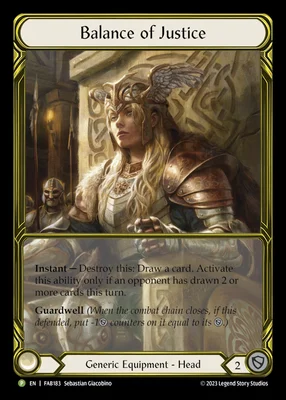 Balance of Justice
Instant — Destroy this: Draw a card. Activate
this ability only if an opponent has drawn 2 or
more cards this turn.
Guardwell (When the combat chain closes, if this
defended, put -1 counters on it equal to its .)
Generic Equipment - Head
2
P EN | FAB183 Sebastian Giacobino
© 2023 Legend Story Studios